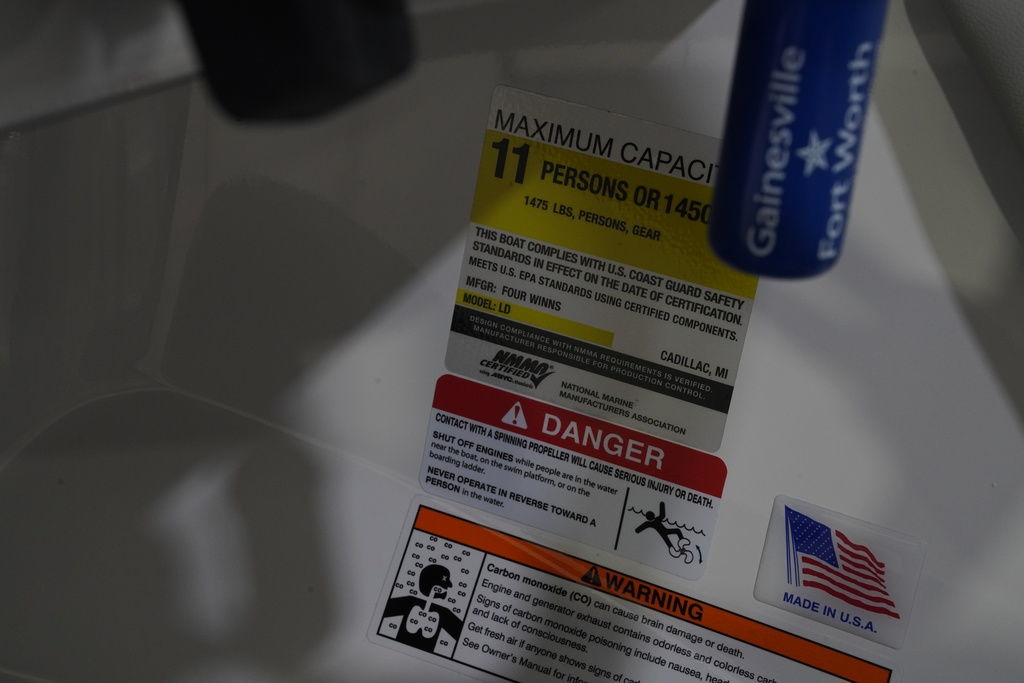 MAXIMUM CAPACIT
11 PERSONS OR 1450
1475 LBS, PERSONS, GEAR
THIS BOAT COMPLIES WITH U.S. COAST GUARD SAFETY
STANDARDS IN EFFECT ON THE DATE OF CERTIFICATION.
MEETS U.S. EPA STANDARDS USING CERTIFIED COMPONENTS.
MFGR: FOUR WINNS
MODEL: LD
CADILLAC, MI
DESIGN COMPLIANCE WITH NMMA REQUIREMENTS IS VERIFIED.
MANUFACTURER RESPONSIBLE FOR PRODUCTION CONTROL.
NMMA®
CERTIFIED
NATIONAL MARINE
MANUFACTURERS ASSOCIATION
Gainesville
Fort Worth
DANGER
CONTACT WITH A SPINNING PROPELLER WILL CAUSE SERIOUS INJURY OR DEATH.
SHUT OFF ENGINES while people are in the water
near the boat, on the swim platform, or on the
boarding ladder.
NEVER OPERATE IN REVERSE TOWARD A
PERSON in the water.
WARNING
Carbon monoxide (CO) can cause brain damage or death.
Engine and generator exhaust contains odorless and colorless car
Signs of carbon monoxide poisoning include nausea, head
and lack of consciousness.
Get fresh air if anyone shows signs of ca
See Owner's Manual for infor
MADE IN U.S.A.